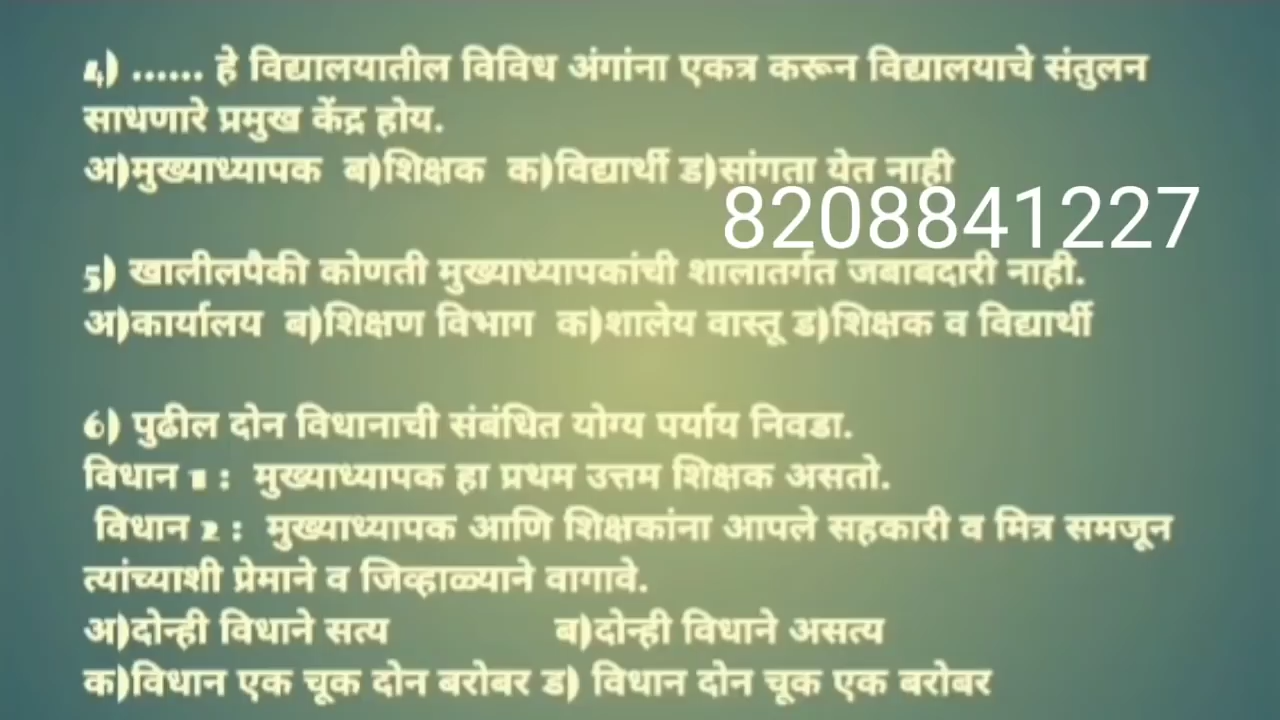 4) ...... हे विद्यालयातील विविध अंगांना एकत्र करून विद्यालयाचे संतुलन
साधणारे प्रमुख केंद्र होय.
अ)मुख्याध्यापक ब)शिक्षक क)विद्यार्थी ड)सांगता येत नाही
8208841227
5) खालीलपैकी कोणती मुख्याध्यापकांची शालातर्गत जबाबदारी नाही.
अ)कार्यालय ब)शिक्षण विभाग क)शालेय वास्तू ड)शिक्षक व विद्यार्थी
6) पुढील दोन विधानाची संबंधित योग्य पर्याय निवडा.
विधान 1 : मुख्याध्यापक हा प्रथम उत्तम शिक्षक असतो.
विधान 2 : मुख्याध्यापक आणि शिक्षकांना आपले सहकारी व मित्र समजून
त्यांच्याशी प्रेमाने व जिव्हाळ्याने वागावे.
अ)दोन्ही विधाने सत्य ब)दोन्ही विधाने असत्य
क)विधान एक चूक दोन बरोबर ड) विधान दोन चूक एक बरोबर